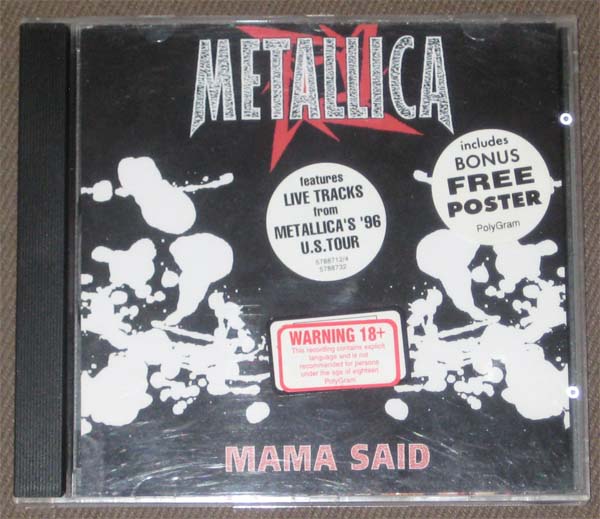 METALLICA
includes
BONUS
FREE
POSTER
PolyGram
features
LIVE TRACKS
from
METALLICA'S '96
U.S.TOUR
5788712/4
5788732
WARNING 18+
This recording contains explicit
language and is not
recommended for persons
under the age of eighteen
PolyGram
MAMA SAID